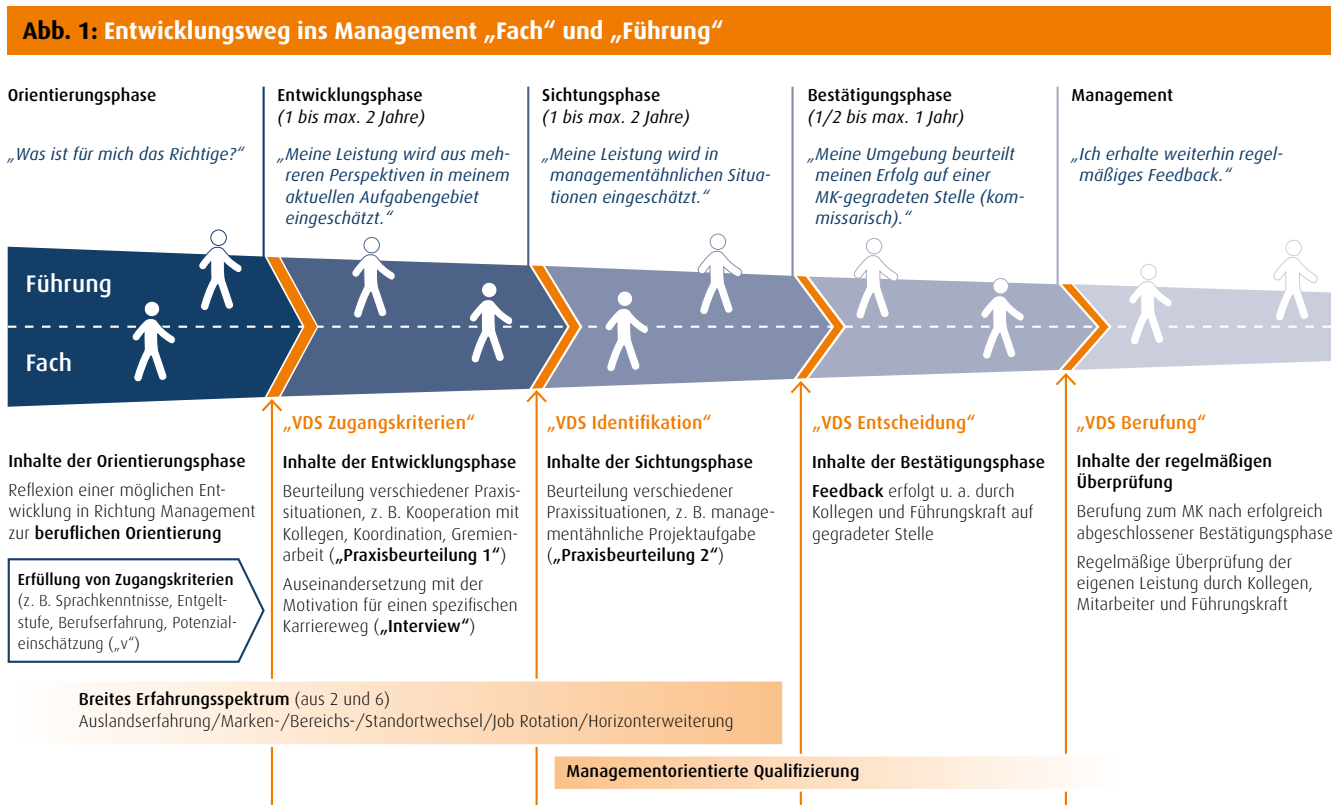 Abb. 1: Entwicklungsweg ins Management „Fach“ und „Führung“
Orientierungsphase
„Was ist für mich das Richtige?“
Entwicklungsphase
(1 bis max. 2 Jahre)
„Meine Leistung wird aus meh-
reren Perspektiven in meinem
aktuellen Aufgabengebiet
eingeschätzt.“
Sichtungsphase
(1 bis max. 2 Jahre)
„Meine Leistung wird in
managementähnlichen Situa-
tionen eingeschätzt.“
Bestätigungsphase
(1/2 bis max. 1 Jahr)
„Meine Umgebung beurteilt
meinen Erfolg auf einer
MK-gegradeten Stelle (kom-
missarisch).“
Management
„Ich erhalte weiterhin regel-
mäßiges Feedback.“
Führung
Fach
Inhalte der Orientierungsphase
Reflexion einer möglichen Ent-
wicklung in Richtung Management
zur beruflichen Orientierung
Erfüllung von Zugangskriterien
(z. B. Sprachkenntnisse, Entgelt-
stufe, Berufserfahrung, Potenzial-
einschätzung („v“)
„VDS Zugangskriterien“
Inhalte der Entwicklungsphase
Beurteilung verschiedener Praxis-
situationen, z. B. Kooperation mit
Kollegen, Koordination, Gremien-
arbeit („Praxisbeurteilung 1“)
Auseinandersetzung mit der
Motivation für einen spezifischen
Karriereweg („Interview“)
„VDS Identifikation“
Inhalte der Sichtungsphase
Beurteilung verschiedener
Praxissituationen, z. B. manage-
mentähnliche Projektaufgabe
(„Praxisbeurteilung 2“)
„VDS Entscheidung“
Inhalte der Bestätigungsphase
Feedback erfolgt u. a. durch
Kollegen und Führungskraft auf
gegradeter Stelle
„VDS Berufung“
Inhalte der regelmäßigen
Überprüfung
Berufung zum MK nach erfolgreich
abgeschlossener Bestätigungsphase
Regelmäßige Überprüfung der
eigenen Leistung durch Kollegen,
Mitarbeiter und Führungskraft
Breites Erfahrungsspektrum (aus 2 und 6)
Auslandserfahrung/Marken-/Bereichs-/Standortwechsel/Job Rotation/Horizonterweiterung
Managementorientierte Qualifizierung